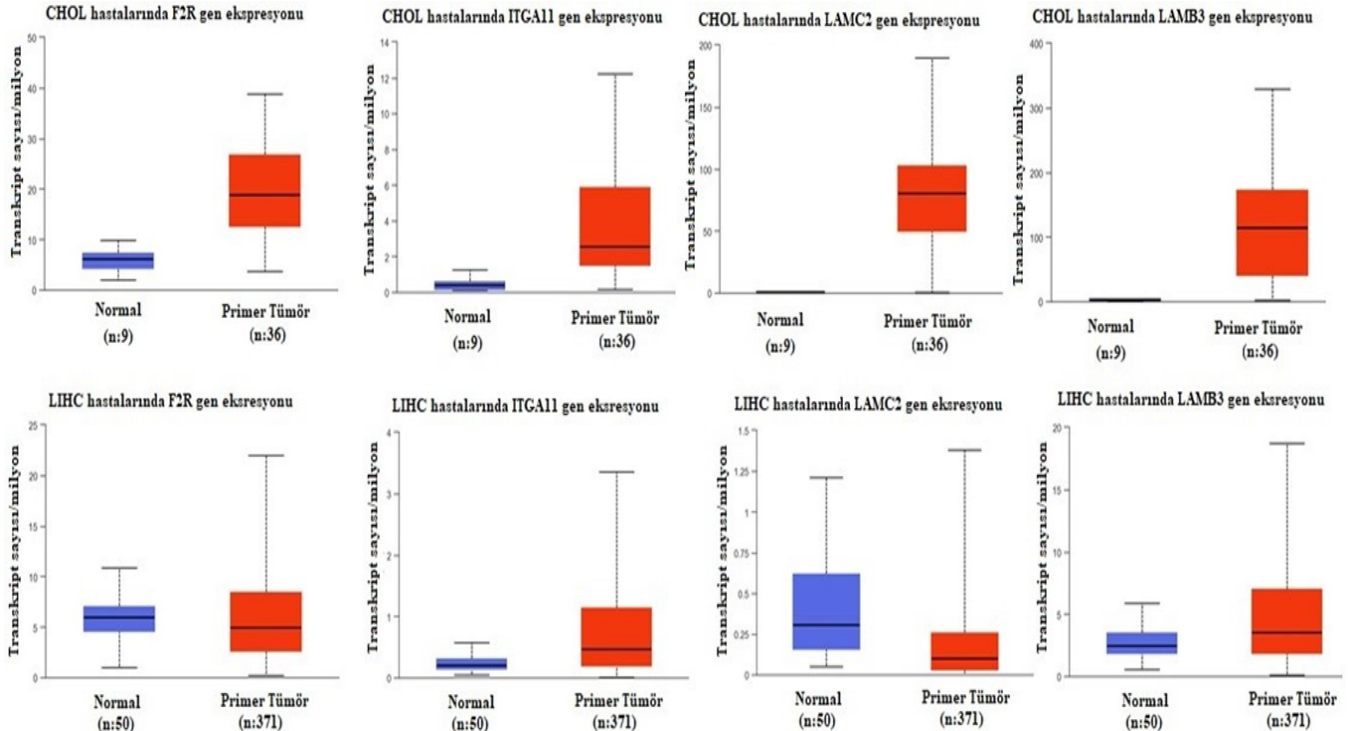 CHOL hastalarında F2R gen ekspresyonu
Transkript sayısı/milyon
50
40
30
20
10
0
Normal
(n:9)
Primer Tümör
(n:36)
CHOL hastalarında ITGA11 gen ekspresyonu
Transkript sayısı/milyon
14
12
10
8
6
4
2
0
Normal
(n:9)
Primer Tümör
(n:36)
CHOL hastalarında LAMC2 gen ekspresyonu
Transkript sayısı/milyon
200
150
100
50
0
Normal
(n:9)
Primer Tümör
(n:36)
CHOL hastalarında LAMB3 gen ekspresyonu
Transkript sayısı/milyon
400
300
200
100
0
Normal
(n:9)
Primer Tümör
(n:36)
LIHC hastalarında F2R gen eksresyonu
Transkript sayısı/milyon
25
20
15
10
5
0
Normal
(n:50)
Primer Tümör
(n:371)
LIHC hastalarında ITGA11 gen eksresyonu
Transkript sayısı/milyon
4
3
2
1
0
Normal
(n:50)
Primer Tümör
(n:371)
LIHC hastalarında LAMC2 gen eksresyonu
Transkript sayısı/milyon
1.5
1.25
1
0.75
0.5
0.25
0
Normal
(n:50)
Primer Tümör
(n:371)
LIHC hastalarında LAMB3 gen eksresyonu
Transkript sayısı/milyon
20
15
10
5
0
Normal
(n:50)
Primer Tümör
(n:371)